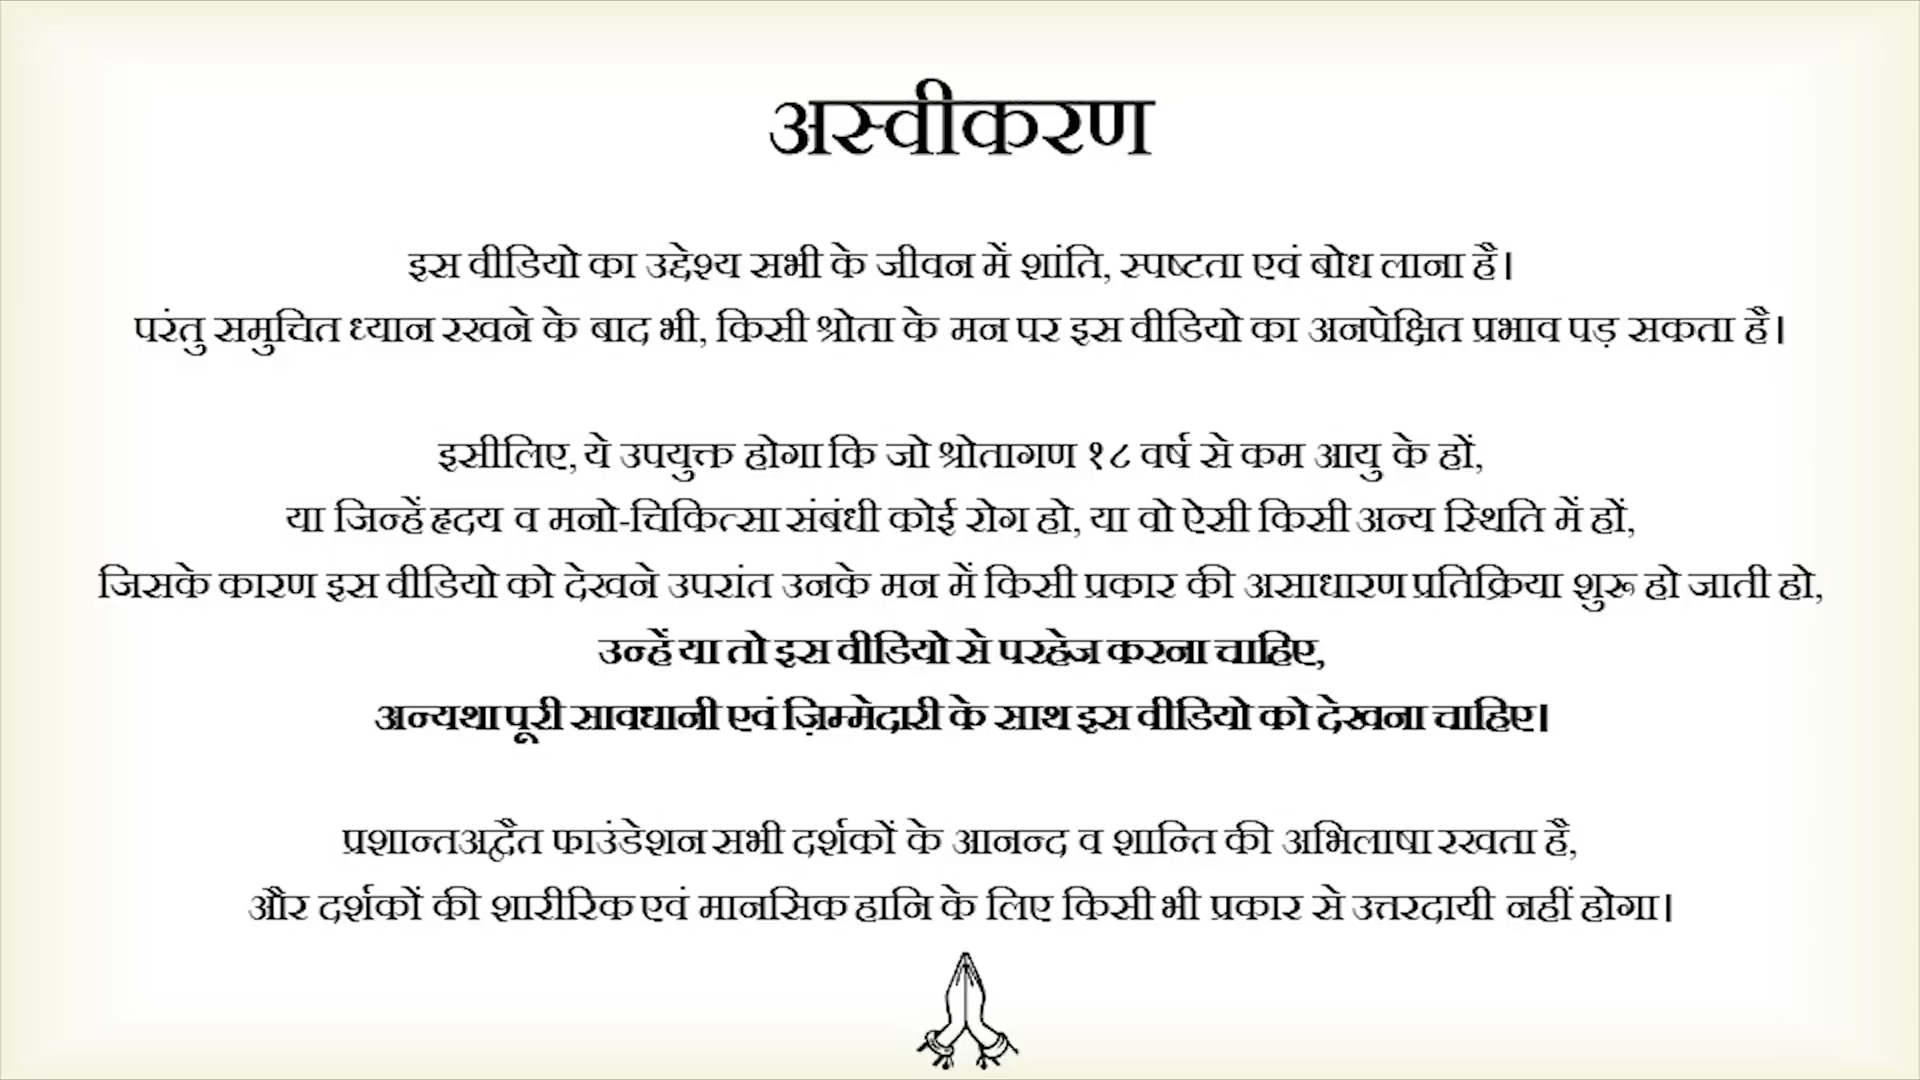 अस्वीकरण
इस वीडियो का उद्देश्य सभी के जीवन में शांति, स्पष्टता एवं बोध लाना है।
परंतु समुचित ध्यान रखने के बाद भी, किसी श्रोता के मन पर इस वीडियो का अनपेक्षित प्रभाव पड़ सकता है।
इसीलिए, ये उपयुक्त होगा कि जो श्रोतागण १८ वर्ष से कम आयु के हों,
या जिन्हें हृदय व मनो-चिकित्सा संबंधी कोई रोग हो, या वो ऐसी किसी अन्य स्थिति में हों,
जिसके कारण इस वीडियो को देखने उपरांत उनके मन में किसी प्रकार की असाधारण प्रतिक्रिया शुरू हो जाती हो,
उन्हें या तो इस वीडियो से परहेज करना चाहिए,
अन्यथा पूरी सावधानी एवं ज़िम्मेदारी के साथ इस वीडियो को देखना चाहिए।
प्रशान्तअद्वैत फाउंडेशन सभी दर्शकों के आनन्द व शान्ति की अभिलाषा रखता है,
और दर्शकों की शारीरिक एवं मानसिक हानि के लिए किसी भी प्रकार से उत्तरदायी नहीं होगा।